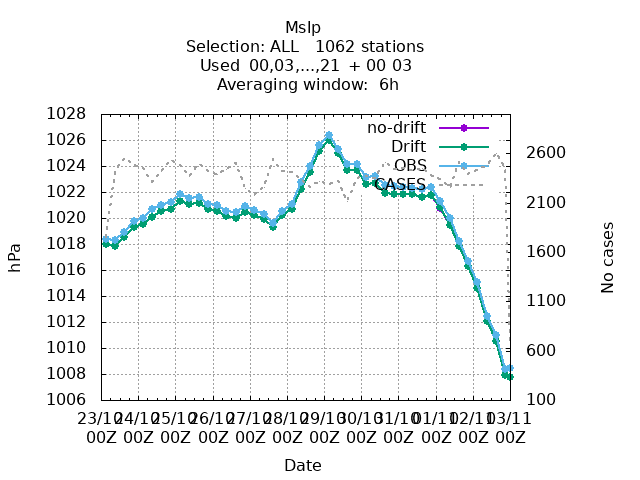 Mslp
Selection: ALL   1062 stations
Used  00,03,...,21  + 00 03
Averaging window:  6h
no-drift
Drift
OBS
CASES
1028
1026
1024
1022
1020
1018
1016
1014
1012
1010
1008
1006
hPa
2600
2100
1600
1100
600
100
No cases
23/10 24/10 25/10 26/10 27/10 28/10 29/10 30/10 31/10 01/11 02/11 03/11
00Z 00Z 00Z 00Z 00Z 00Z 00Z 00Z 00Z 00Z 00Z 00Z
Date